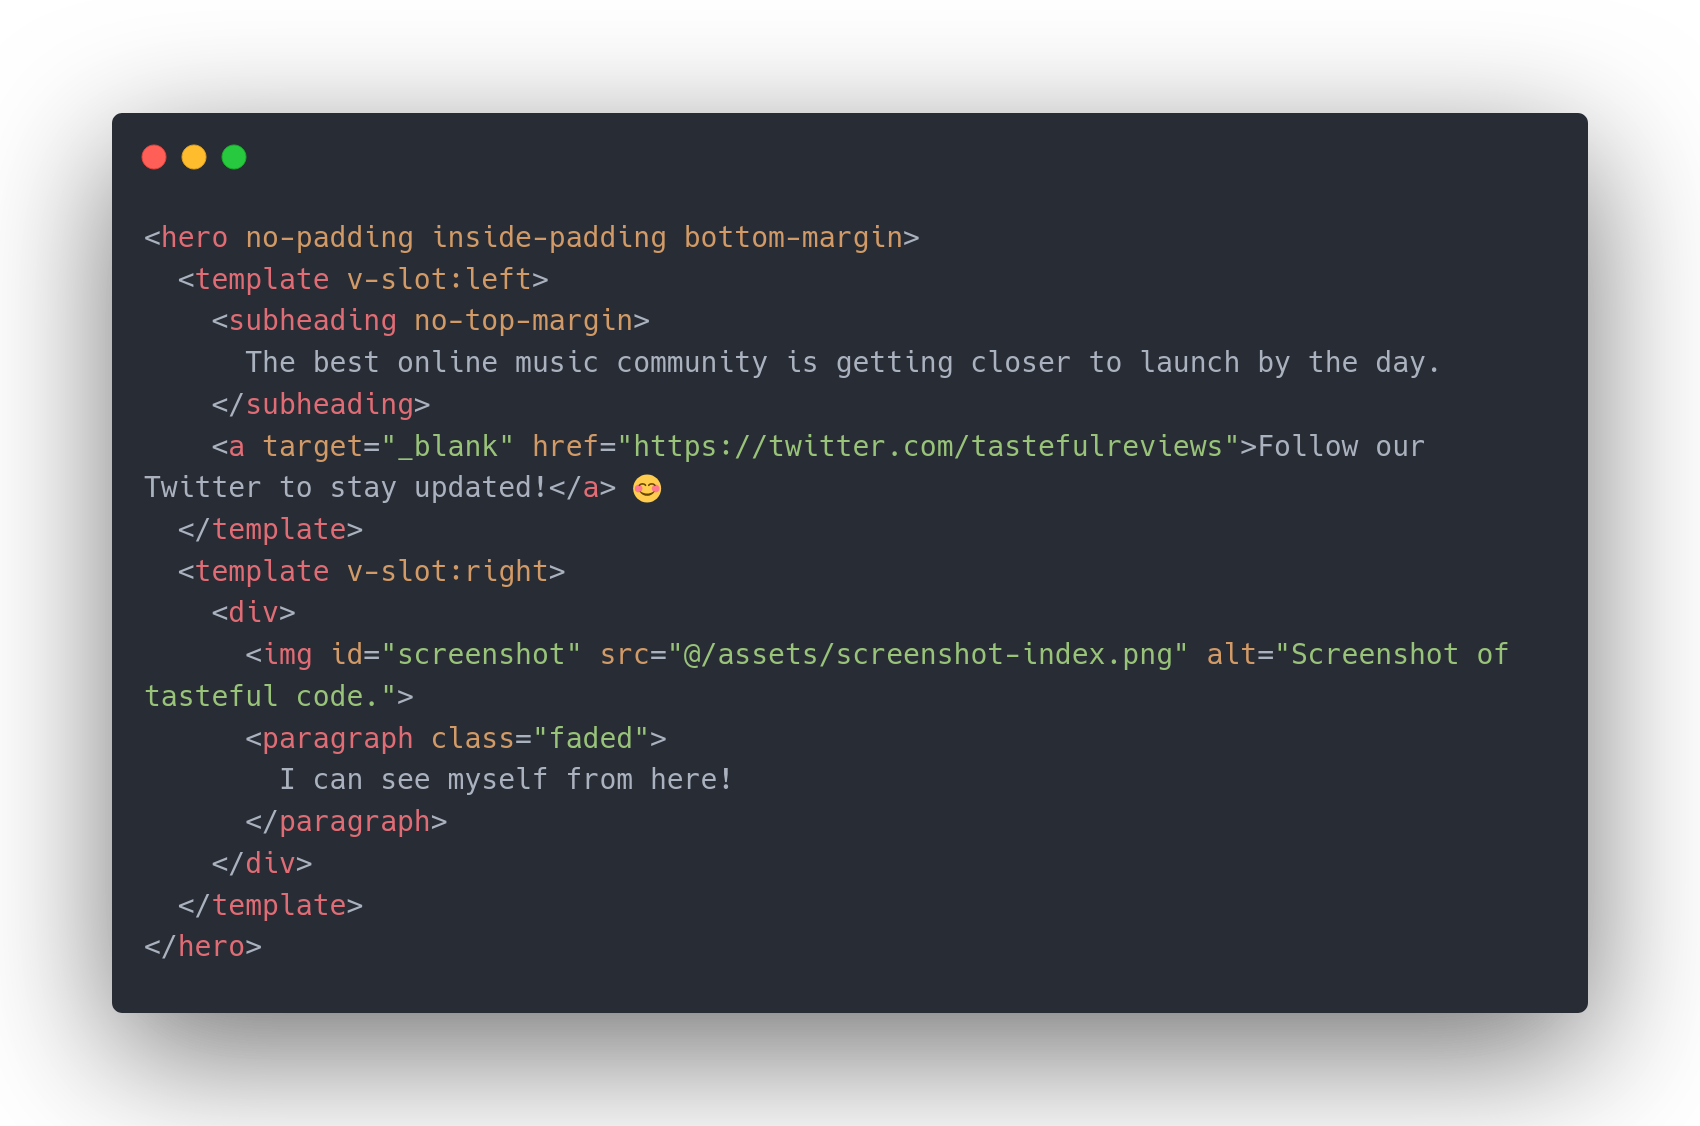 <hero no-padding inside-padding bottom-margin>
  <template v-slot:left>
    <subheading no-top-margin>
      The best online music community is getting closer to launch by the day.
    </subheading>
    <a target="_blank" href="https://twitter.com/tastefulreviews">Follow our
Twitter to stay updated!</a> 😊
  </template>
  <template v-slot:right>
    <div>
      <img id="screenshot" src="@/assets/screenshot-index.png" alt="Screenshot of
tasteful code.">
      <paragraph class="faded">
        I can see myself from here!
      </paragraph>
    </div>
  </template>
</hero>